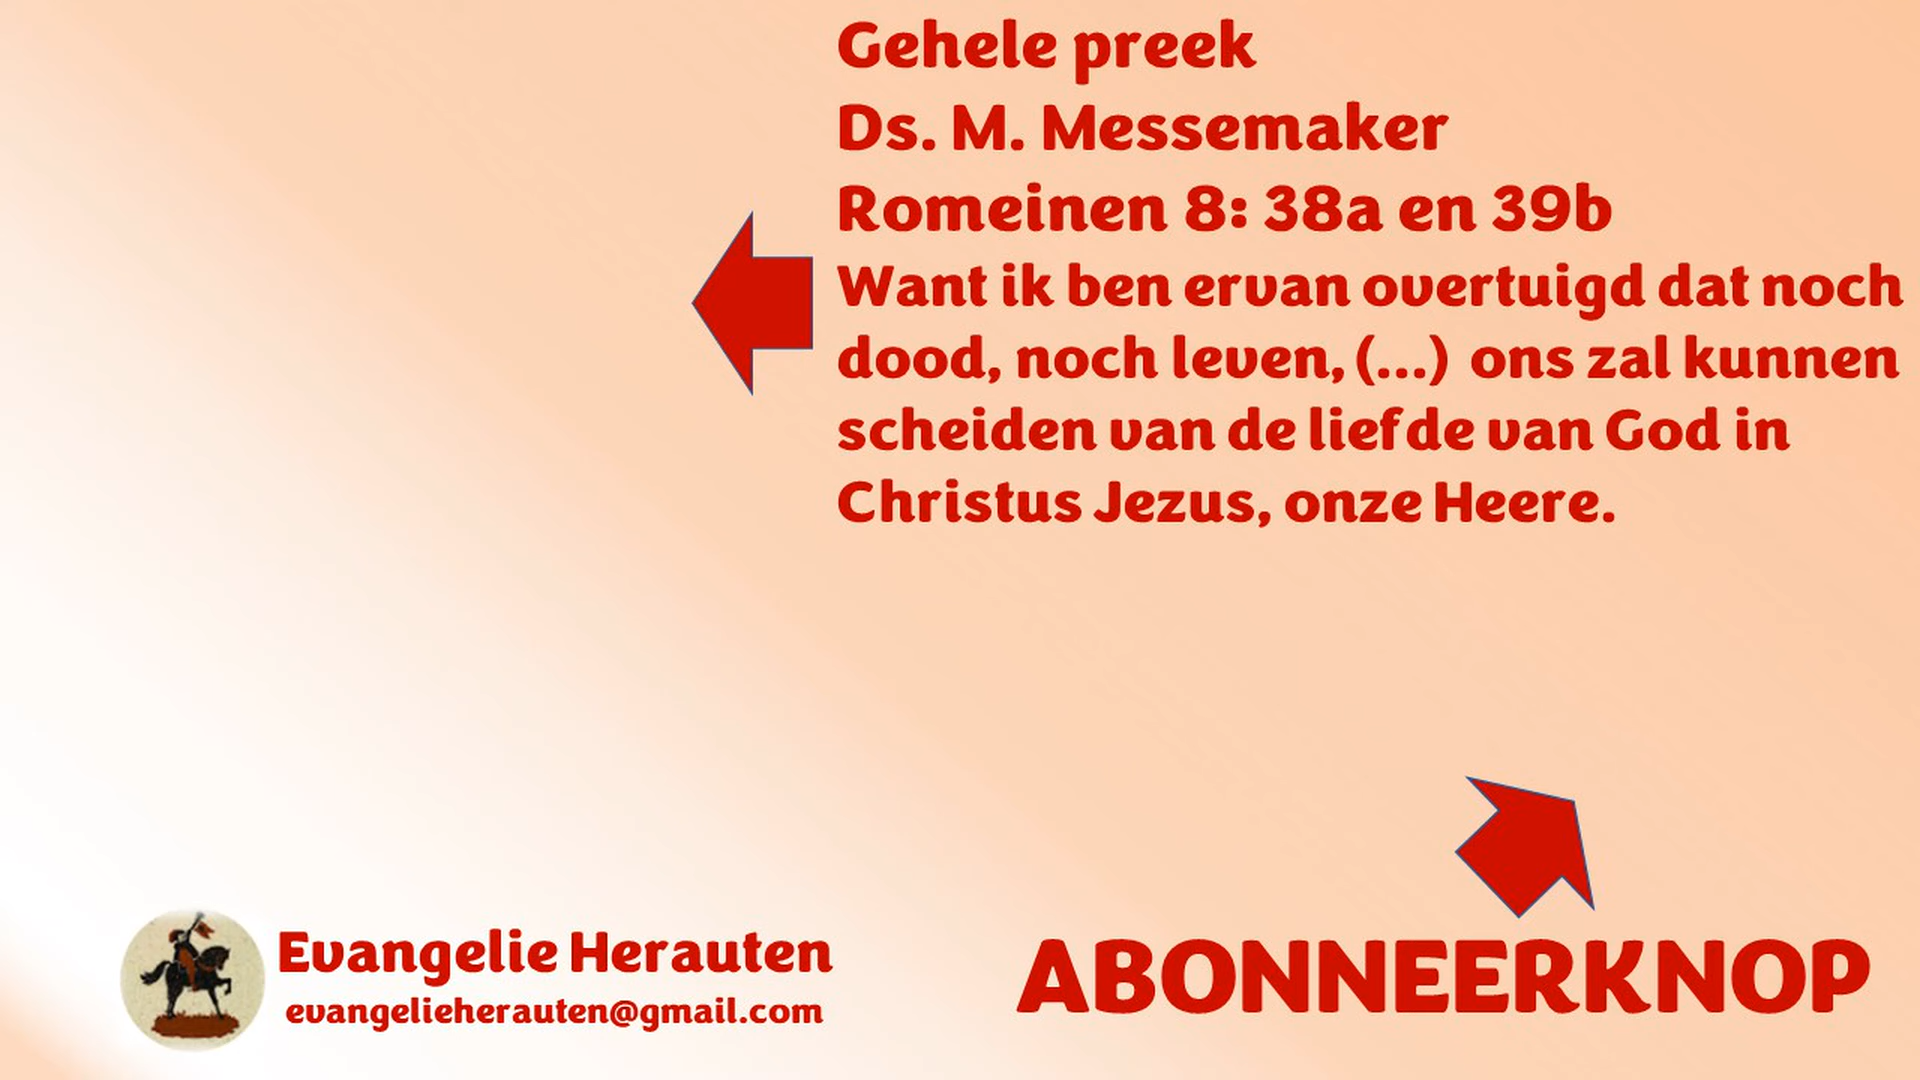 Gehele preek
Ds. M. Messemaker
Romeinen 8: 38a en 39b
Want ik ben ervan overtuigd dat noch
dood, noch leven, (...) ons zal kunnen
scheiden van de liefde van God in
Christus Jezus, onze Heere.
Evangelie Herauten
evangelieherauten@gmail.com
ABONNEERKNOP